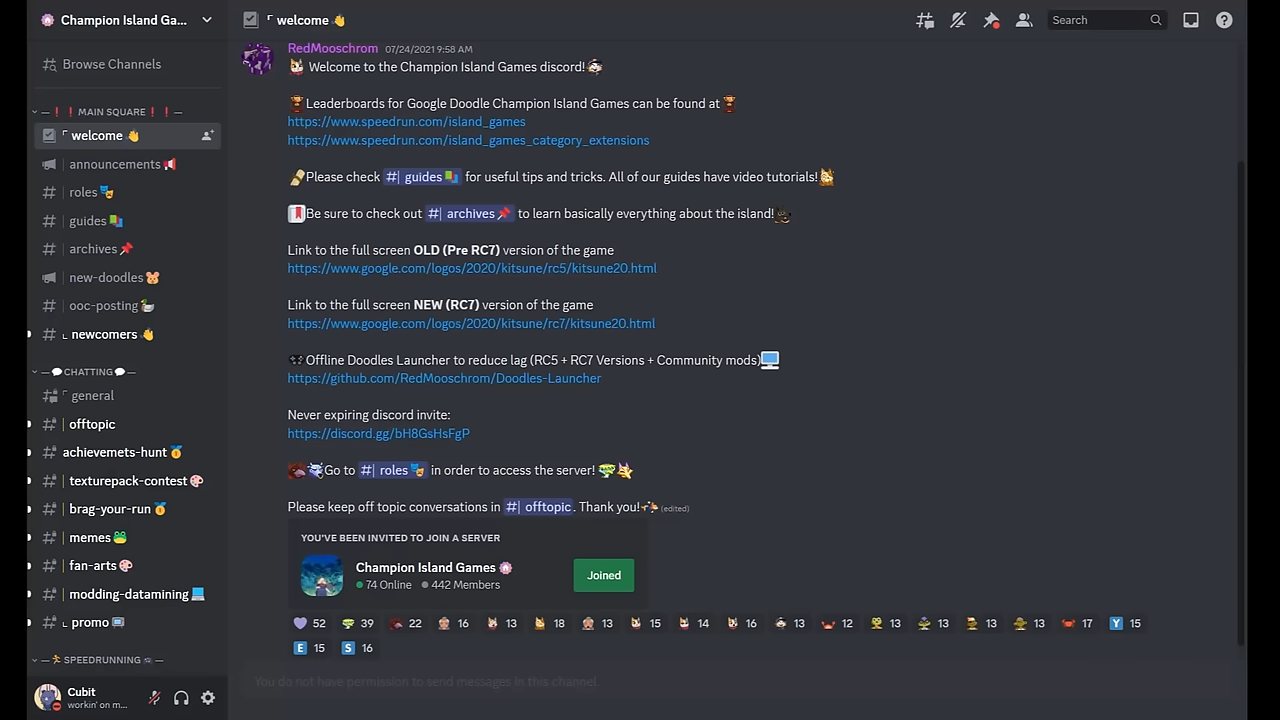 Champion Island Ga...
Browse Channels
MAIN SQUARE
welcome
announcements
roles
guides
archives
new-doodles
ooc-posting
newcomers
CHATTING
general
offtopic
achievemets-hunt
texturepack-contest
brag-your-run
memes
fan-arts
modding-datamining
promo
SPEEDRUNNING
Cubit
workin' on m...
welcome
Search
RedMooschrom 07/24/2021 9:58 AM
Welcome to the Champion Island Games discord!
Leaderboards for Google Doodle Champion Island Games can be found at
https://www.speedrun.com/island_games
https://www.speedrun.com/island_games_category_extensions
Please check #| guides for useful tips and tricks. All of our guides have video tutorials!
Be sure to check out #| archives to learn basically everything about the island!
Link to the full screen OLD (Pre RC7) version of the game
https://www.google.com/logos/2020/kitsune/rc5/kitsune20.html
Link to the full screen NEW (RC7) version of the game
https://www.google.com/logos/2020/kitsune/rc7/kitsune20.html
Offline Doodles Launcher to reduce lag (RC5 + RC7 Versions + Community mods)
https://github.com/RedMooschrom/Doodles-Launcher
Never expiring discord invite:
https://discord.gg/bH8GsHsFgP
Go to #| roles in order to access the server!
Please keep off topic conversations in #| offtopic. Thank you! (edited)
YOU'VE BEEN INVITED TO JOIN A SERVER
Champion Island Games
74 Online 442 Members
Joined
52 39 22 16 13 18 13 15 14 16 13 12 13 13 13 13 17 Y 15
E 15 S 16
You do not have permission to send messages in this channel.